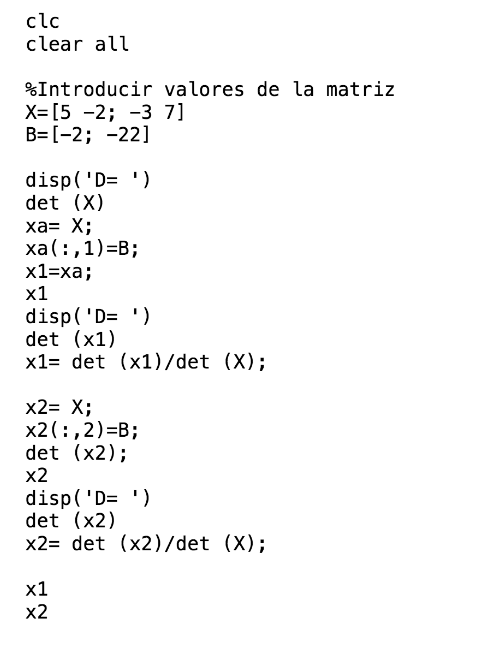 clc
clear all
%Introducir valores de la matriz
X=[5 -2; -3 7]
B=[-2; -22]
disp('D= ')
det (X)
xa= X;
xa(:,1)=B;
x1=xa;
x1
disp('D= ')
det (x1)
x1= det (x1)/det (X);
x2= X;
x2(:,2)=B;
det (x2);
x2
disp('D= ')
det (x2)
x2= det (x2)/det (X);
x1
x2